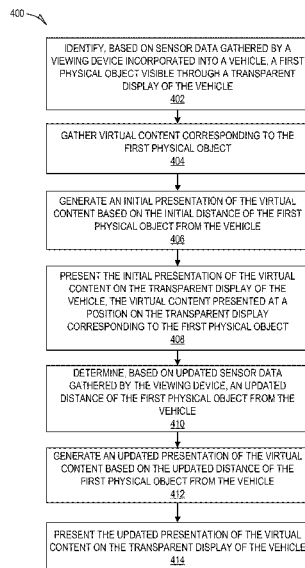 400
IDENTIFY, BASED ON SENSOR DATA GATHERED BY A
VIEWING DEVICE INCORPORATED INTO A VEHICLE, A FIRST
PHYSICAL OBJECT VISIBLE THROUGH A TRANSPARENT
DISPLAY OF THE VEHICLE
402
GATHER VIRTUAL CONTENT CORRESPONDING TO THE
FIRST PHYSICAL OBJECT
404
GENERATE AN INITIAL PRESENTATION OF THE VIRTUAL
CONTENT BASED ON THE INITIAL DISTANCE OF THE FIRST
PHYSICAL OBJECT FROM THE VEHICLE
406
PRESENT THE INITIAL PRESENTATION OF THE VIRTUAL
CONTENT ON THE TRANSPARENT DISPLAY OF THE
VEHICLE, THE VIRTUAL CONTENT PRESENTED AT A
POSITION ON THE TRANSPARENT DISPLAY
CORRESPONDING TO THE FIRST PHYSICAL OBJECT
408
DETERMINE, BASED ON UPDATED SENSOR DATA
GATHERED BY THE VIEWING DEVICE, AN UPDATED
DISTANCE OF THE FIRST PHYSICAL OBJECT FROM THE
VEHICLE
410
GENERATE AN UPDATED PRESENTATION OF THE VIRTUAL
CONTENT BASED ON THE UPDATED DISTANCE OF THE
FIRST PHYSICAL OBJECT FROM THE VEHICLE
412
PRESENT THE UPDATED PRESENTATION OF THE VIRTUAL
CONTENT ON THE TRANSPARENT DISPLAY OF THE VEHICLE
414